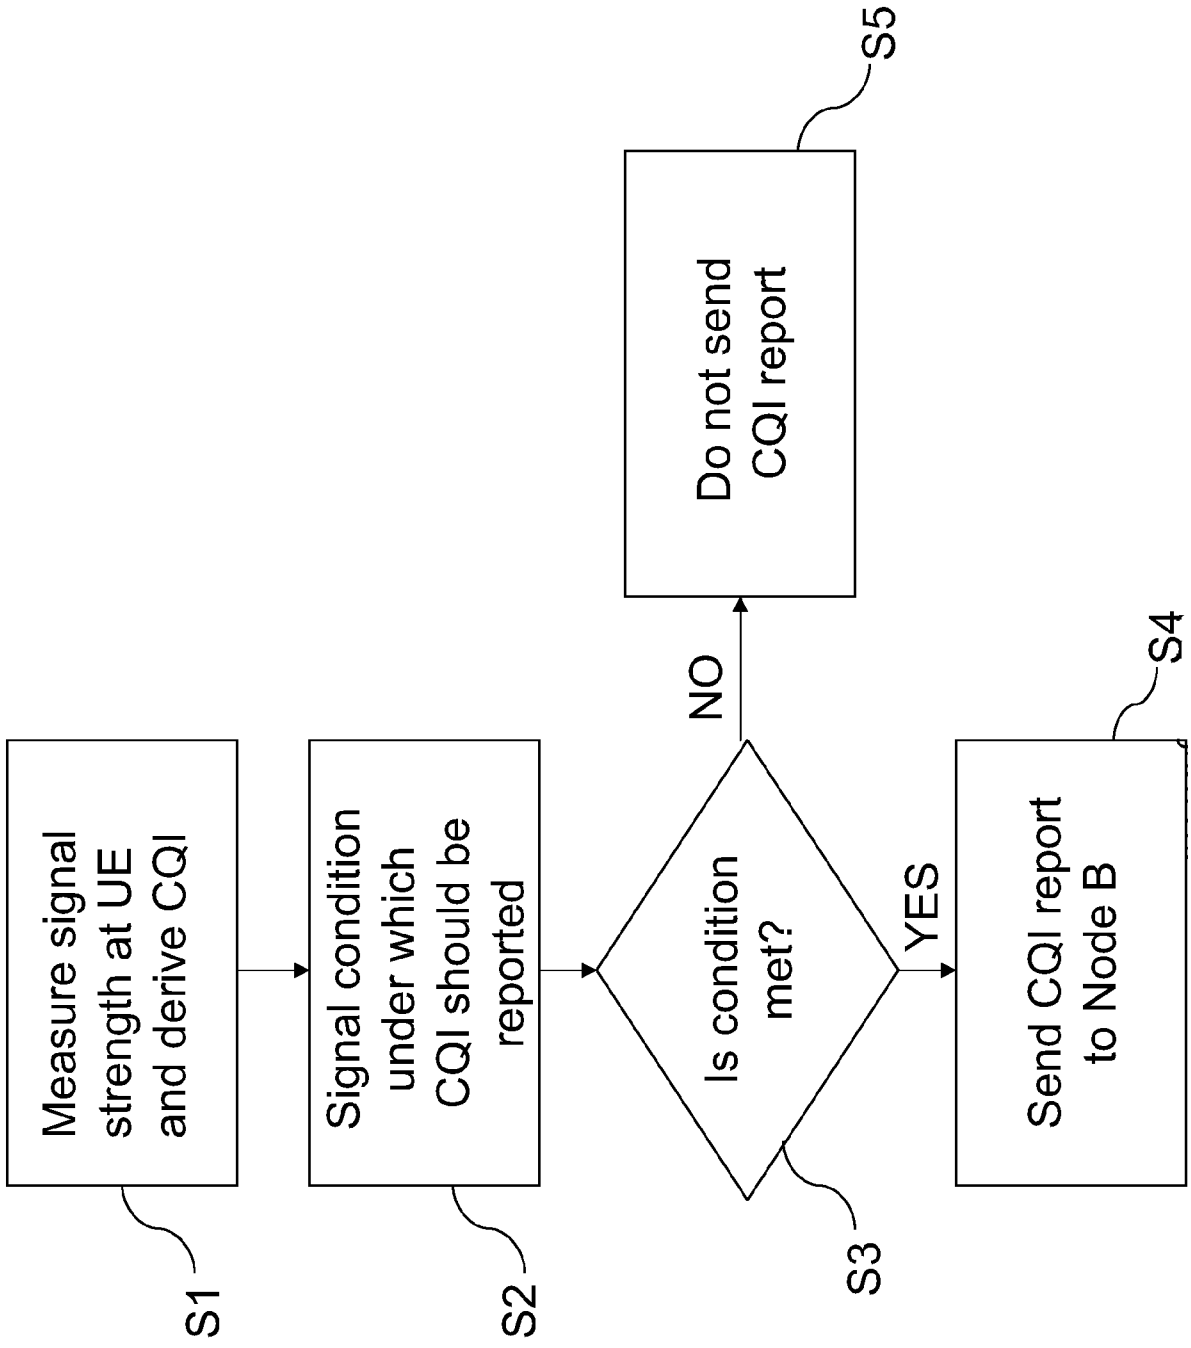 Measure signal
strength at UE
and derive CQI
S1
Signal condition
under which
CQI should be
reported
S2
Is condition
met?
S3
NO
Do not send
CQI report
S5
YES
Send CQI report
to Node B
S4